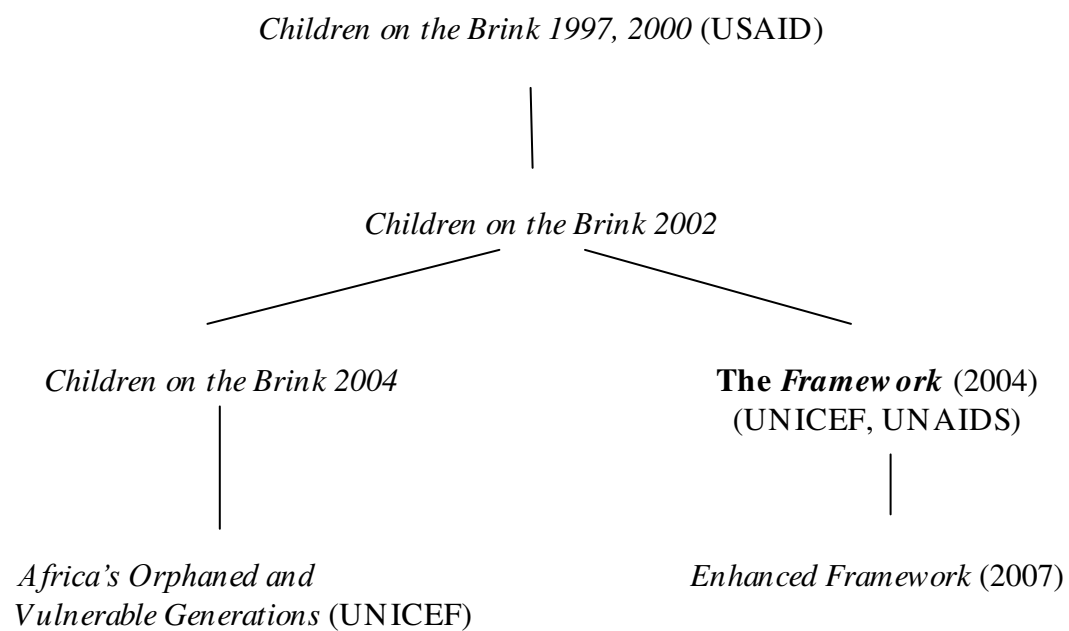 Children on the Brink 1997, 2000 (USAID)
Children on the Brink 2002
Children on the Brink 2004
The Framework (2004)
(UNICEF, UNAIDS)
Africa’s Orphaned and
Vulnerable Generations (UNICEF)
Enhanced Framework (2007)